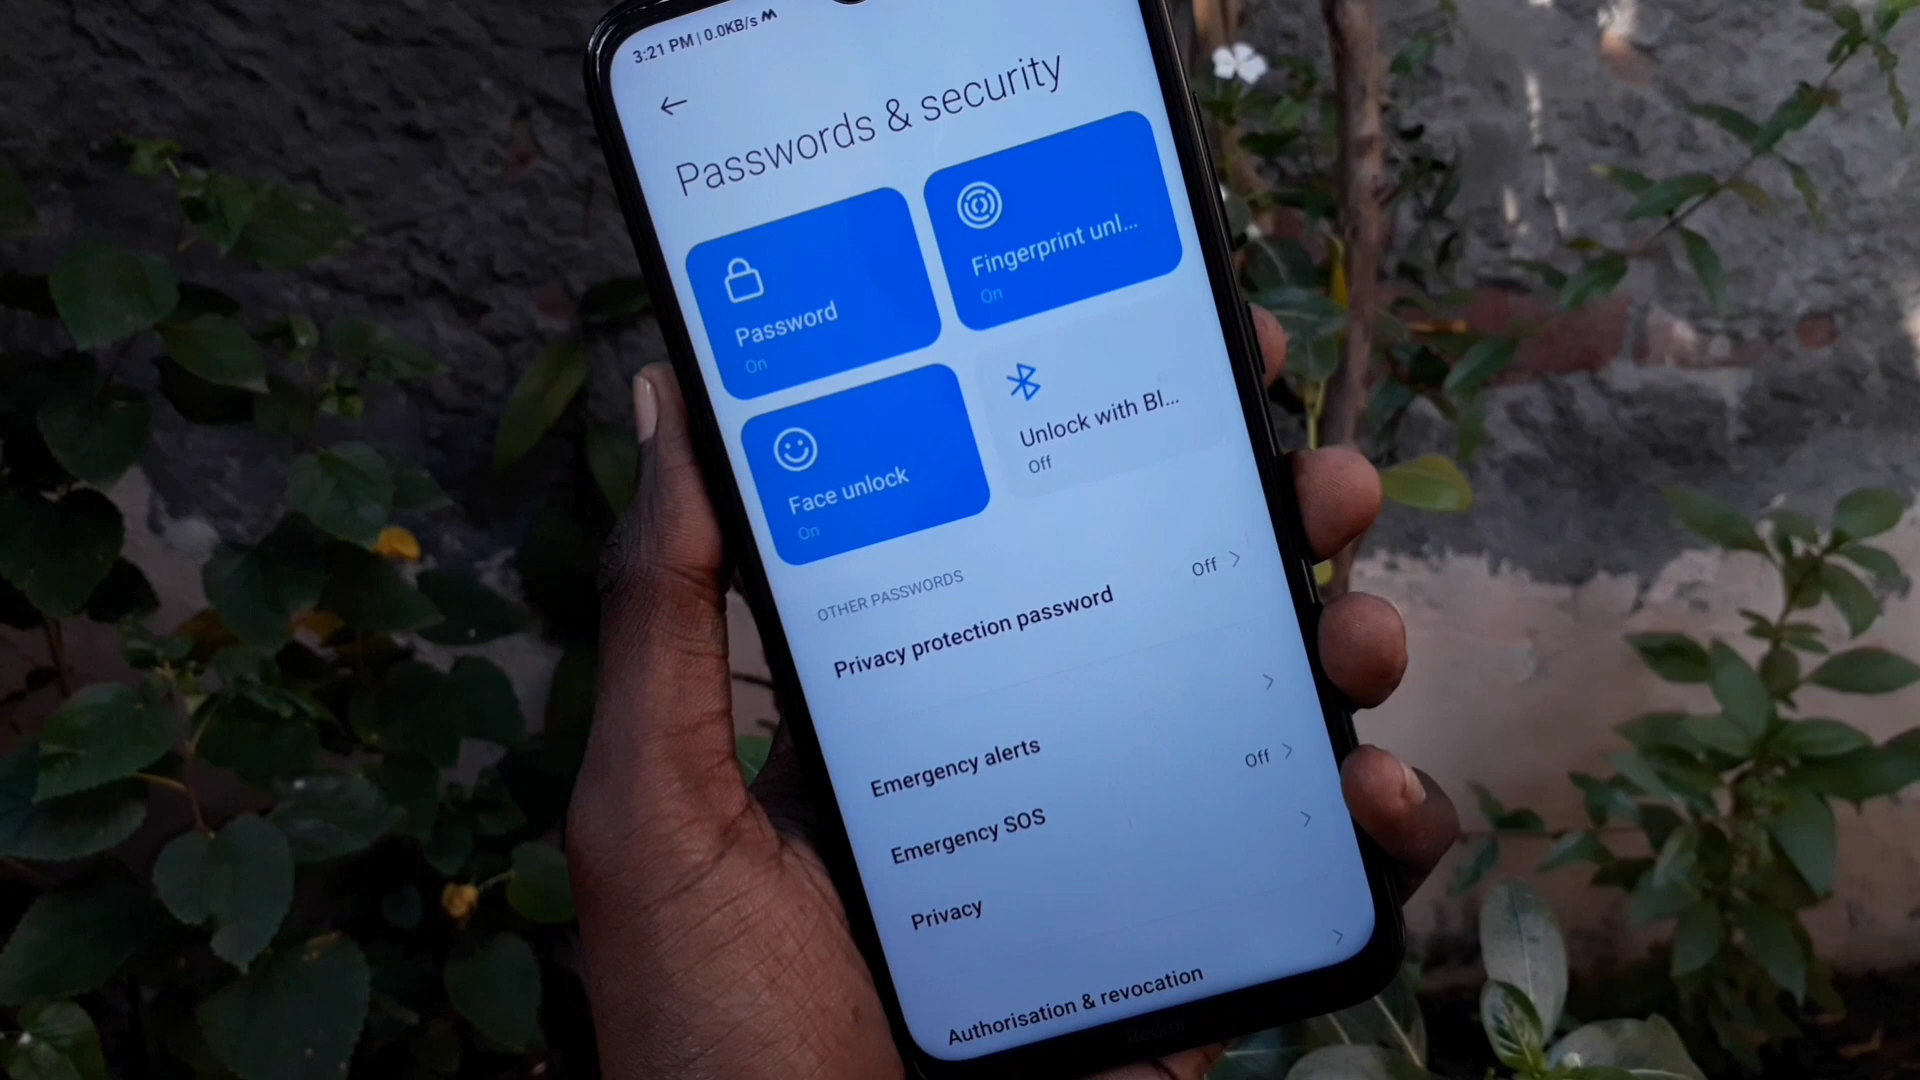 3:21 PM | 0.0KB/s
Passwords & security
Password
On
Fingerprint unl...
On
Face unlock
On
Unlock with Bl...
Off
OTHER PASSWORDS
Privacy protection password Off
Emergency alerts
Emergency SOS Off
Privacy
Authorisation & revocation
Redmi